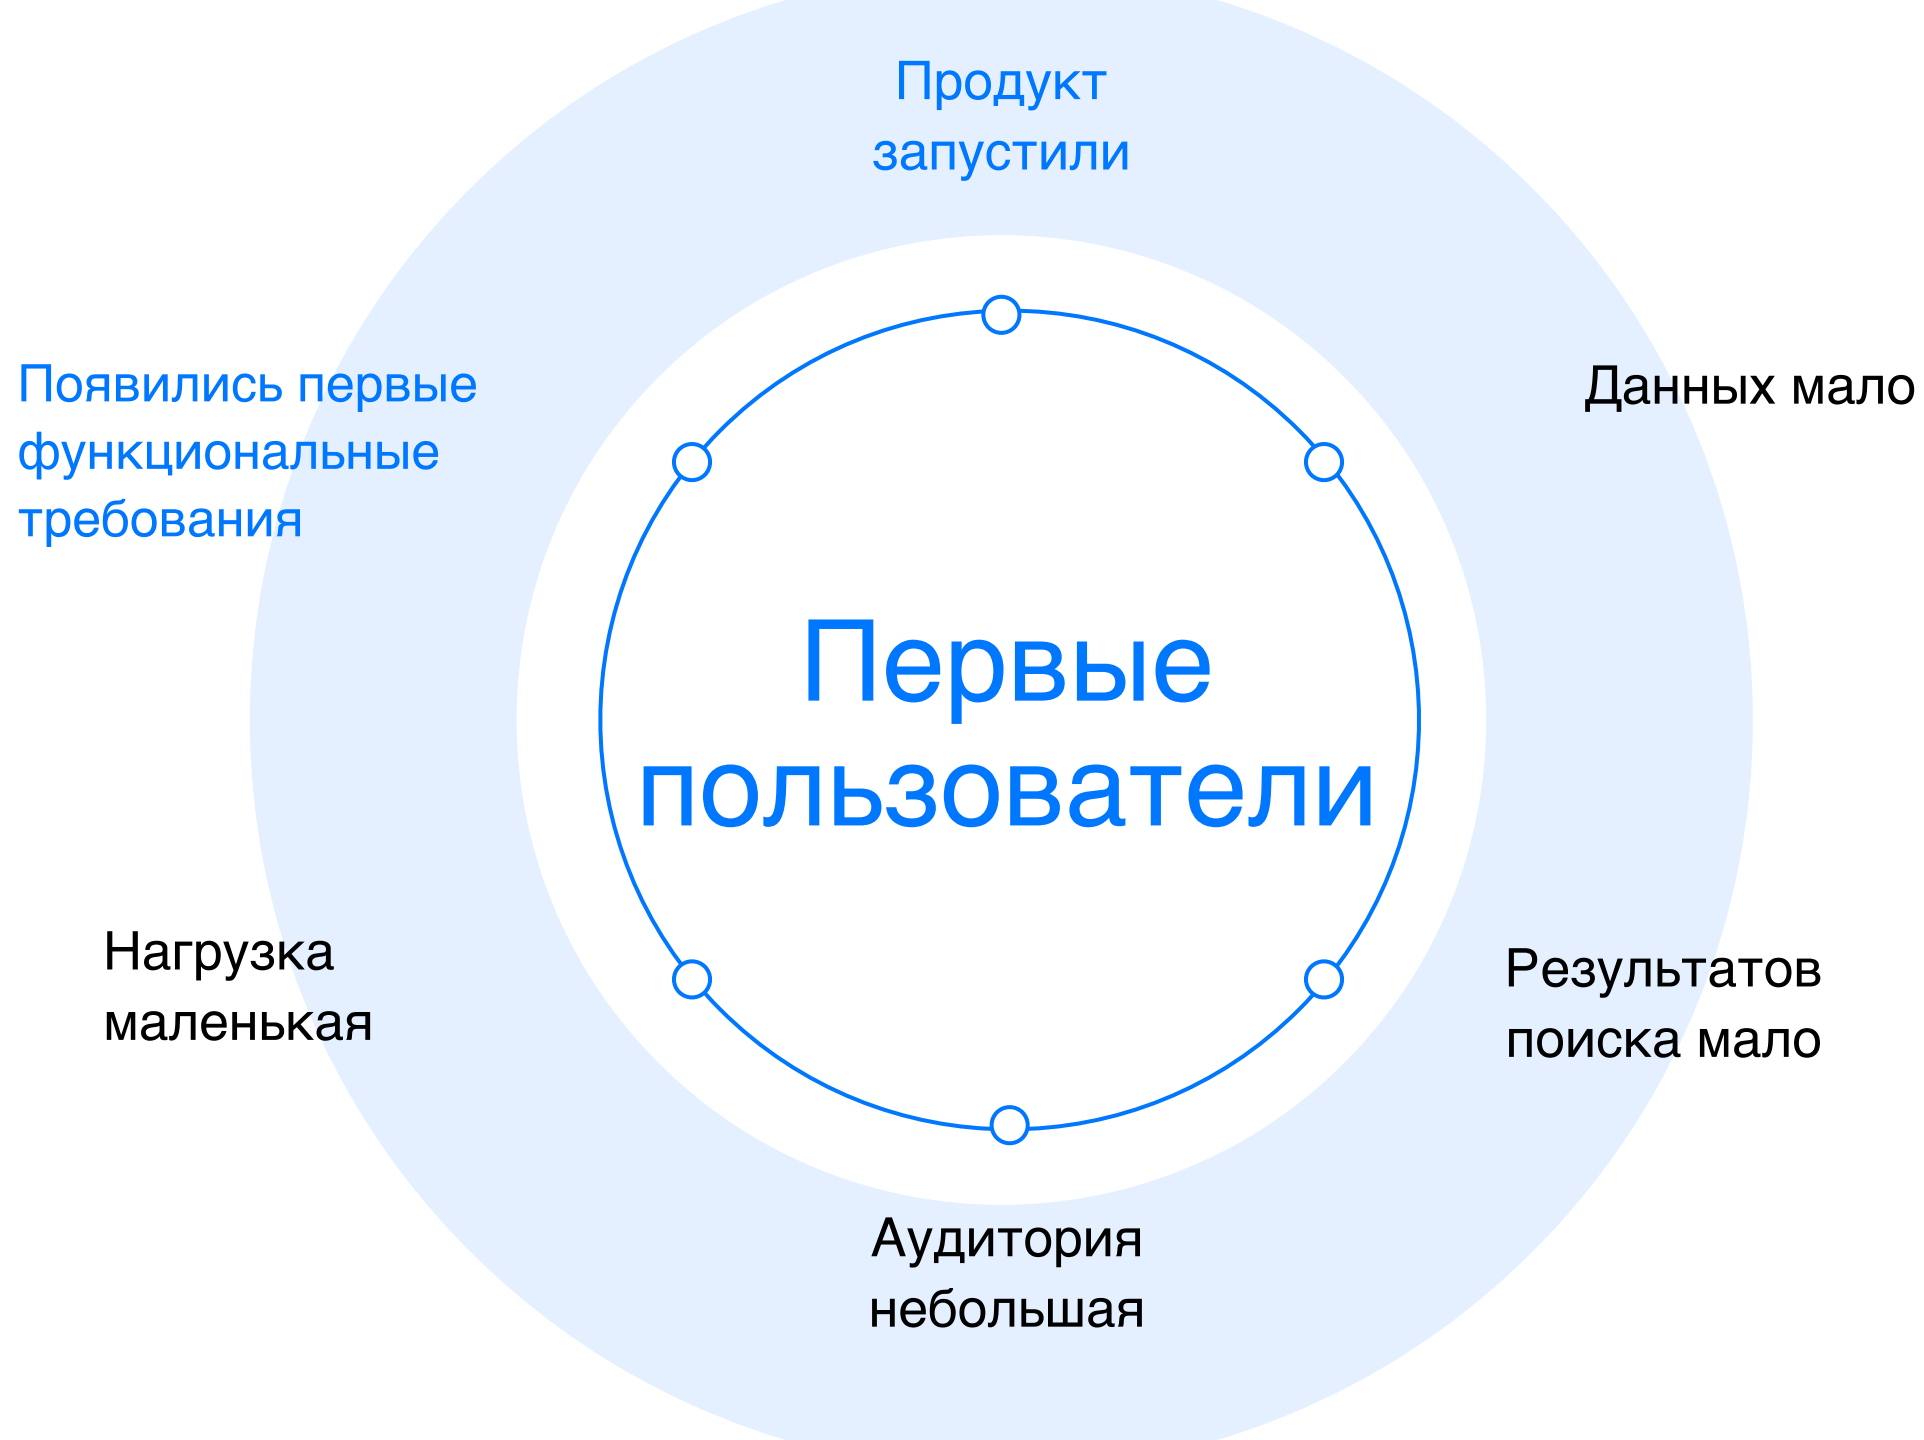 Продукт
запустили
Появились первые
функциональные
требования
Данных мало
Первые
пользователи
Нагрузка
маленькая
Результатов
поиска мало
Аудитория
небольшая